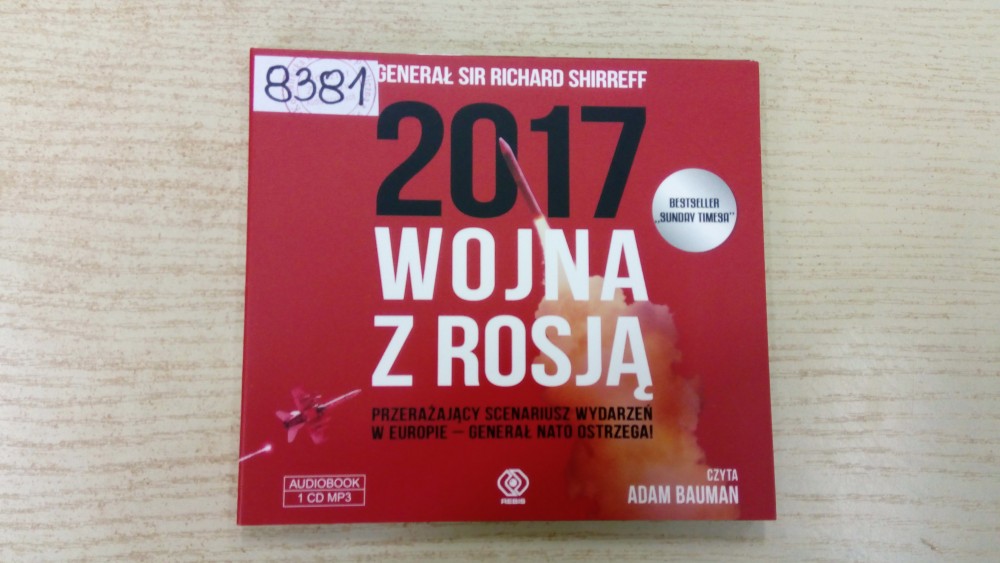 8381
GENERAŁ SIR RICHARD SHIRREFF
2017
WOJNA
Z ROSJĄ
BESTSELLER
„SUNDAY TIMESA”
PRZERAŻAJĄCY SCENARIUSZ WYDARZEŃ
W EUROPIE – GENERAŁ NATO OSTRZEGA!
AUDIOBOOK
1 CD MP3
REBIS
CZYTA
ADAM BAUMAN